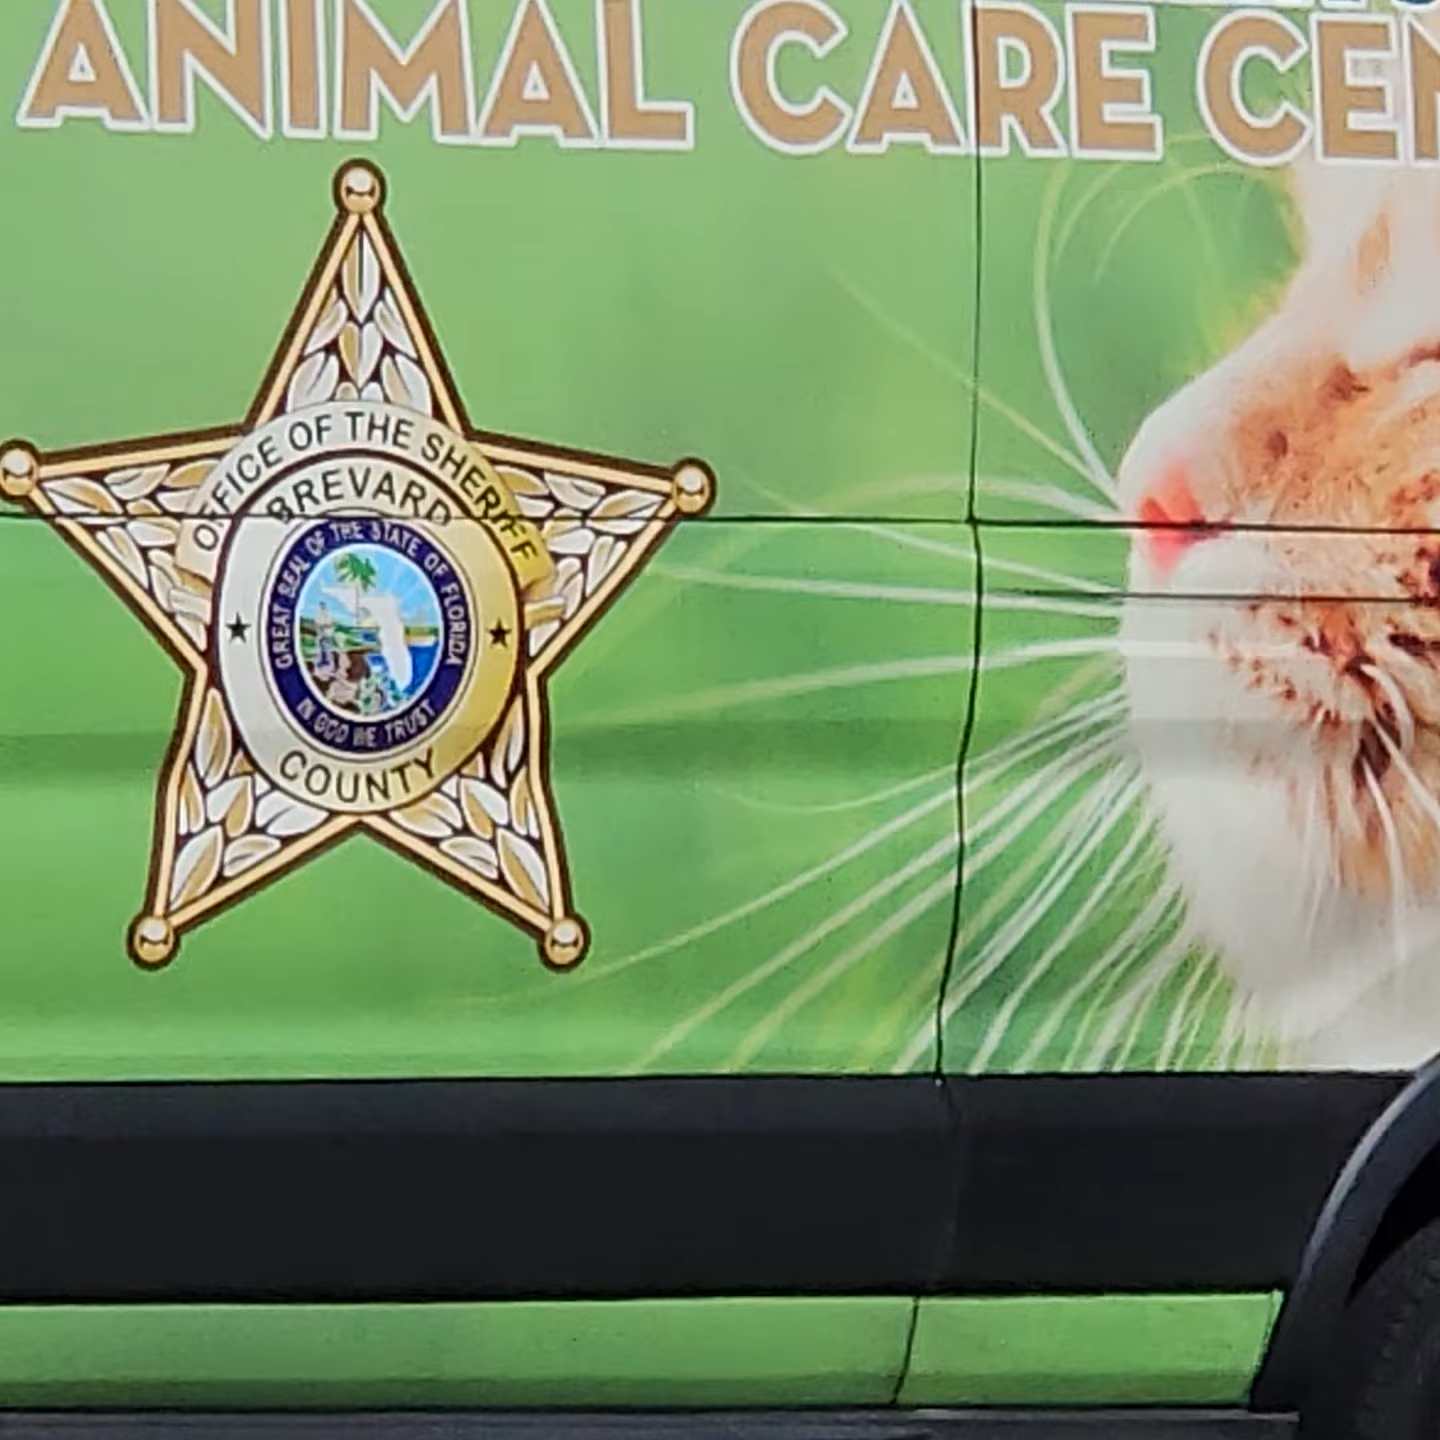 ANIMAL CARE CEN
OFFICE OF THE SHERIFF
BREVARD
GREAT SEAL OF THE STATE OF FLORIDA
IN GOD WE TRUST
COUNTY